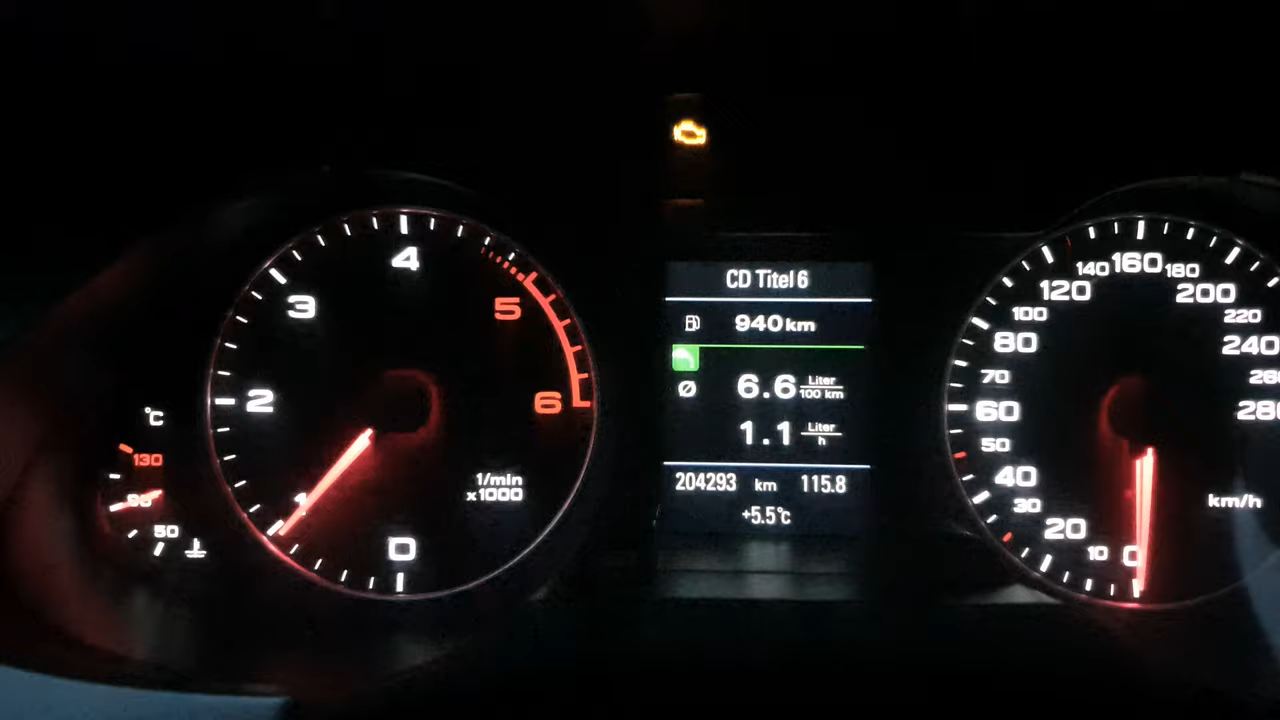 4
3
5
2
6
1
0
1/min
x1000
°C
130
90
50
CD Titel 6
940 km
Ø 6.6 Liter/100 km
1.1 Liter/h
204293 km 115.8
+5.5°C
0
10
20
30
40
50
60
70
80
100
120
140
160
180
200
220
240
280
km/h